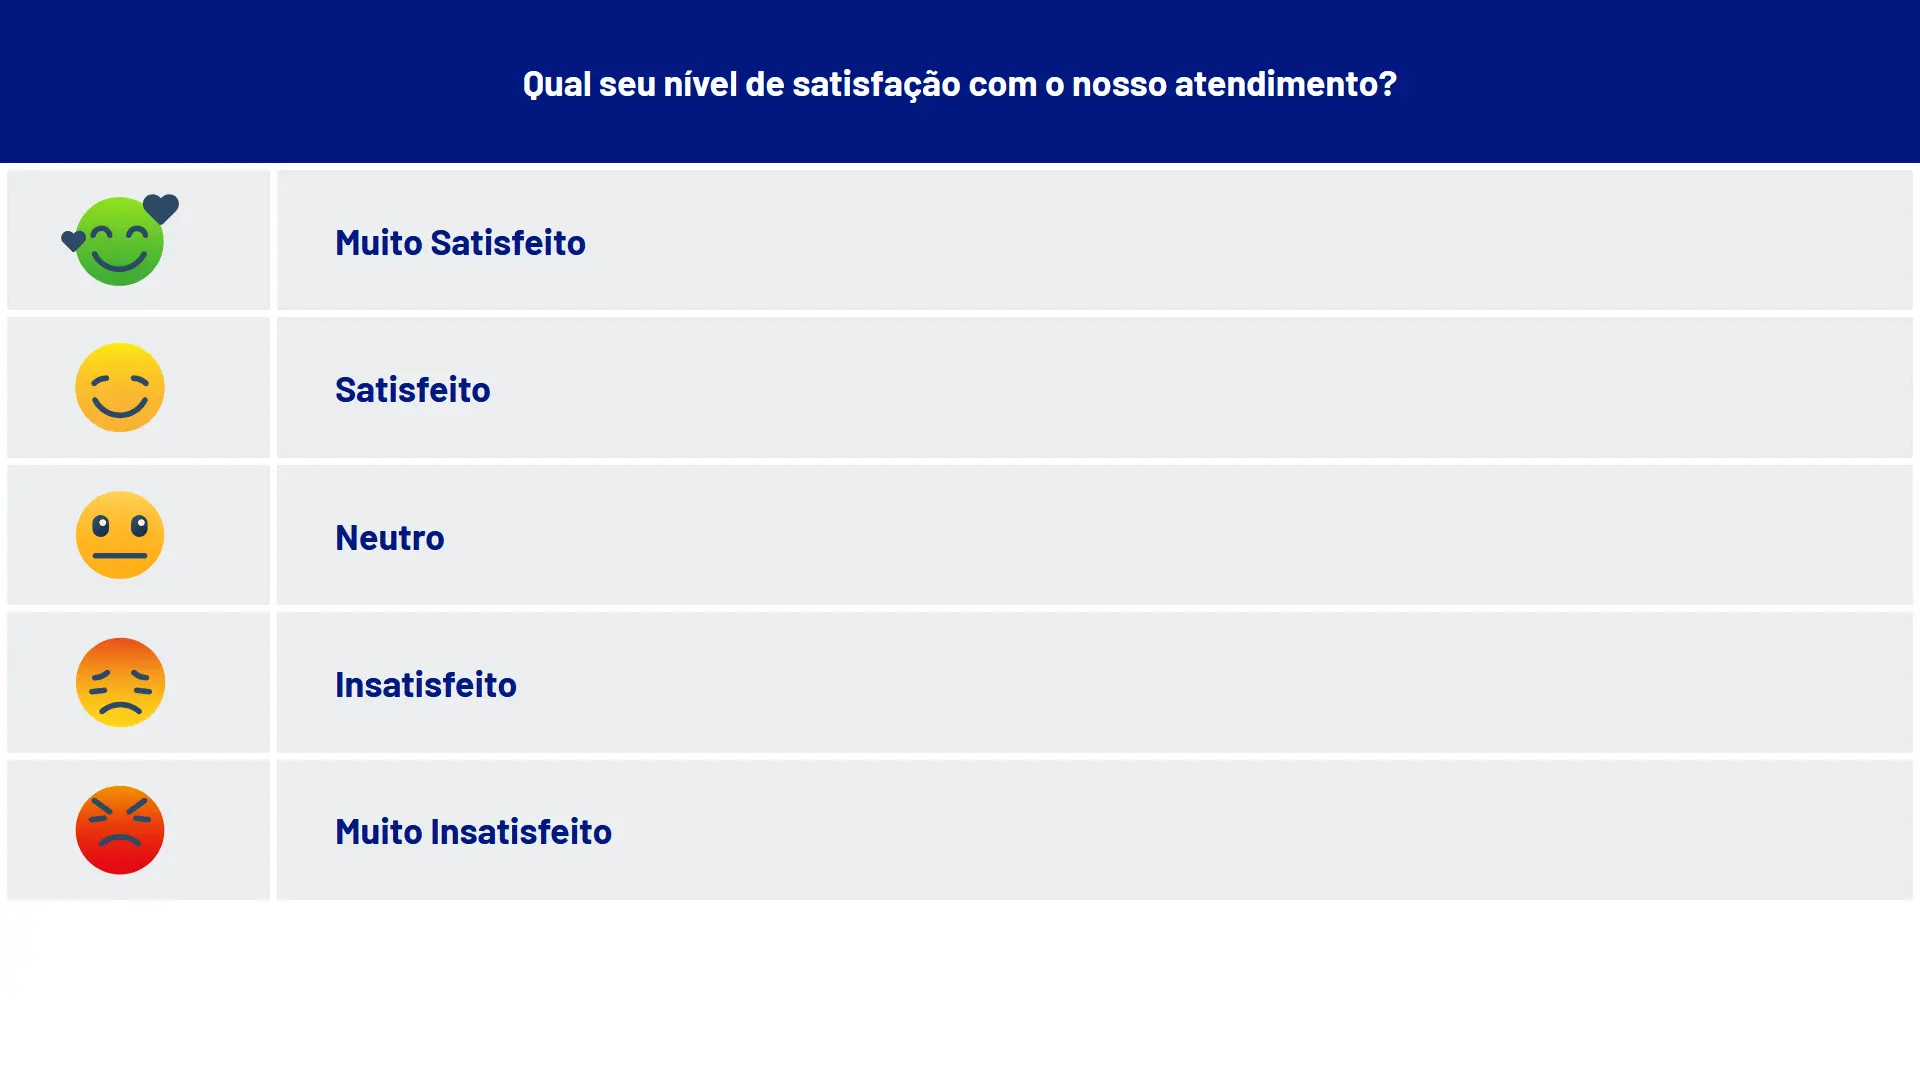 Qual seu nível de satisfação com o nosso atendimento?
Muito Satisfeito
Satisfeito
Neutro
Insatisfeito
Muito Insatisfeito